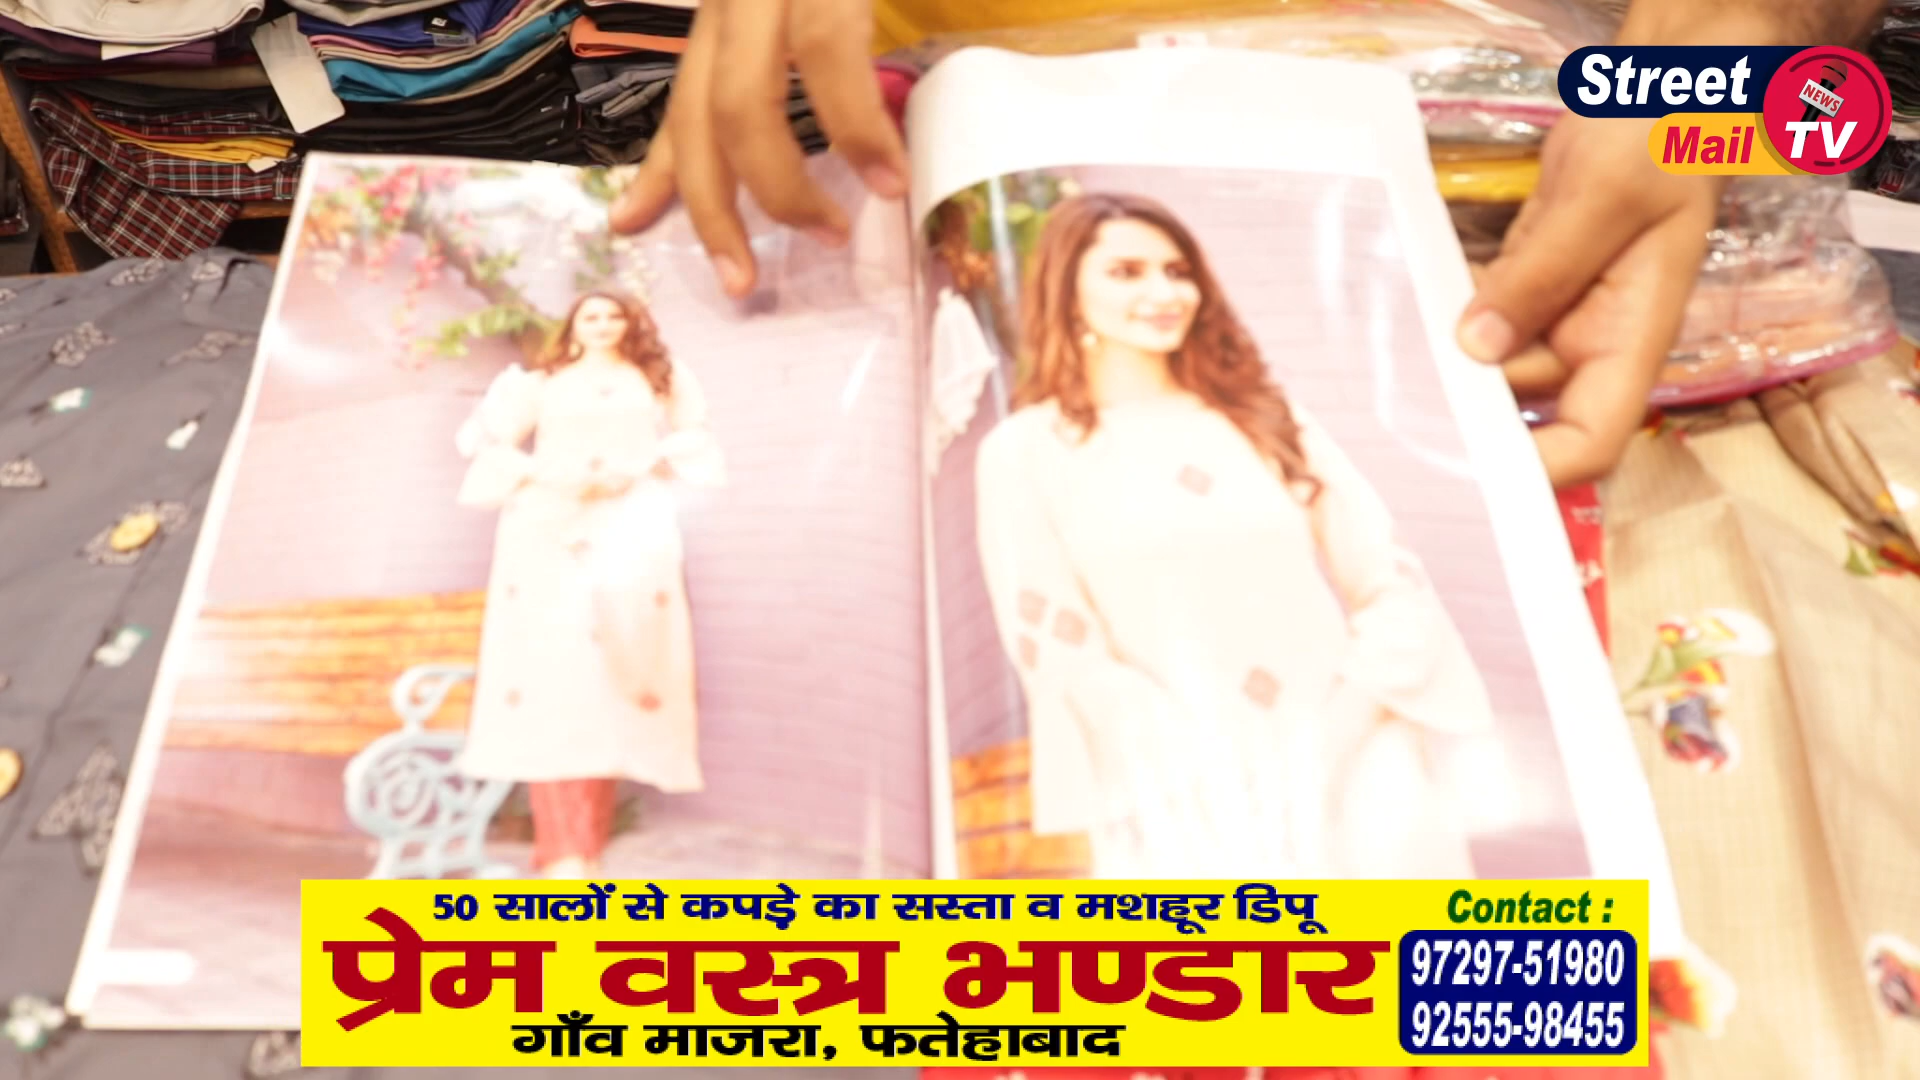 Street
Mail
NEWS
TV
50 सालों से कपड़े का सस्ता व मशहूर डिपू
प्रेम वस्त्र भण्डार
गाँव माजरा, फतेहाबाद
Contact :
97297-51980
92555-98455